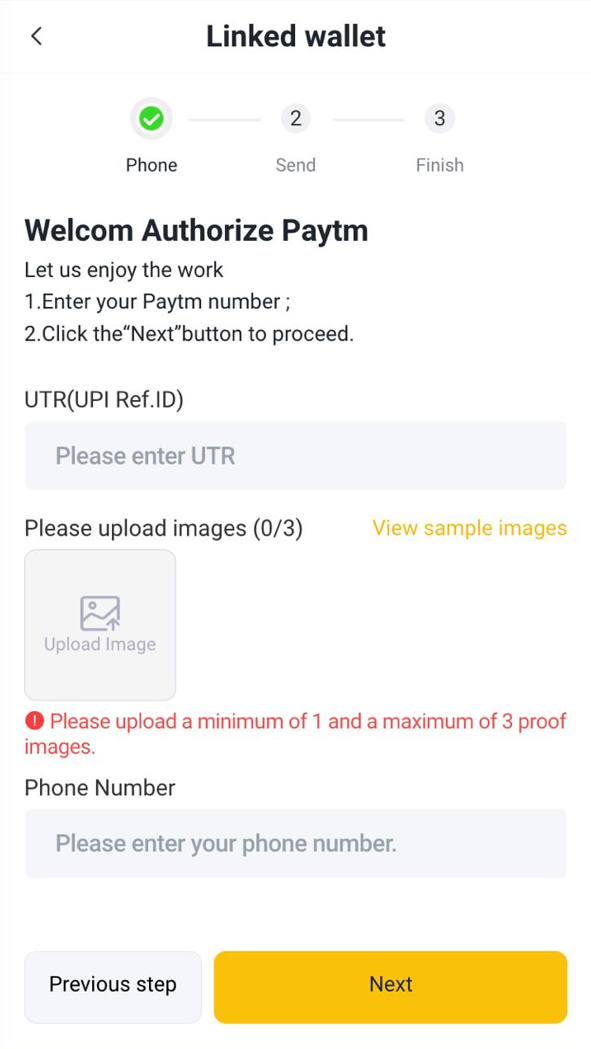 Linked wallet
2
3
Phone
Send
Finish
Welcom Authorize Paytm
Let us enjoy the work
1.Enter your Paytm number ;
2.Click the“Next”button to proceed.
UTR(UPI Ref.ID)
Please enter UTR
Please upload images (0/3)
View sample images
Upload Image
Please upload a minimum of 1 and a maximum of 3 proof
images.
Phone Number
Please enter your phone number.
Previous step
Next